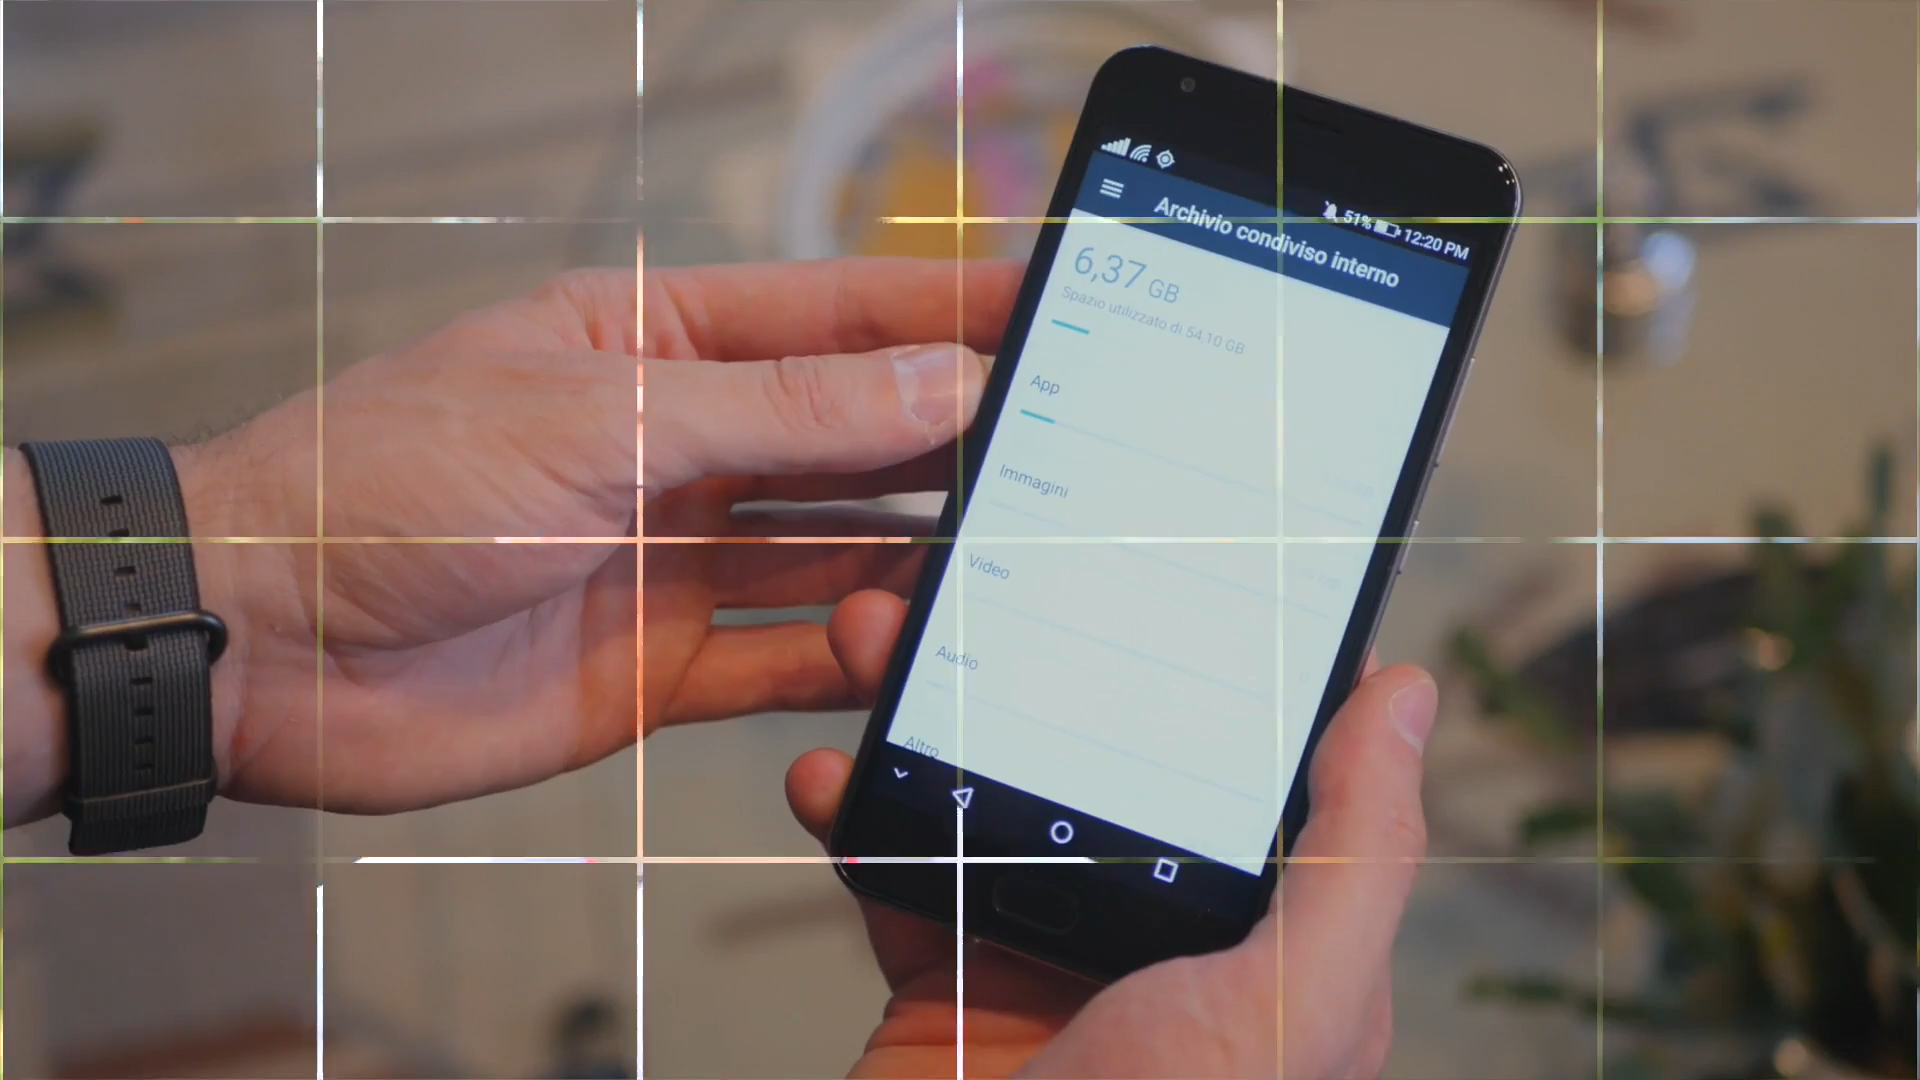 51% 12:20 PM
Archivio condiviso interno
6,37 GB
Spazio utilizzato di 54,10 GB
App
Immagini
Video
Audio
Altro